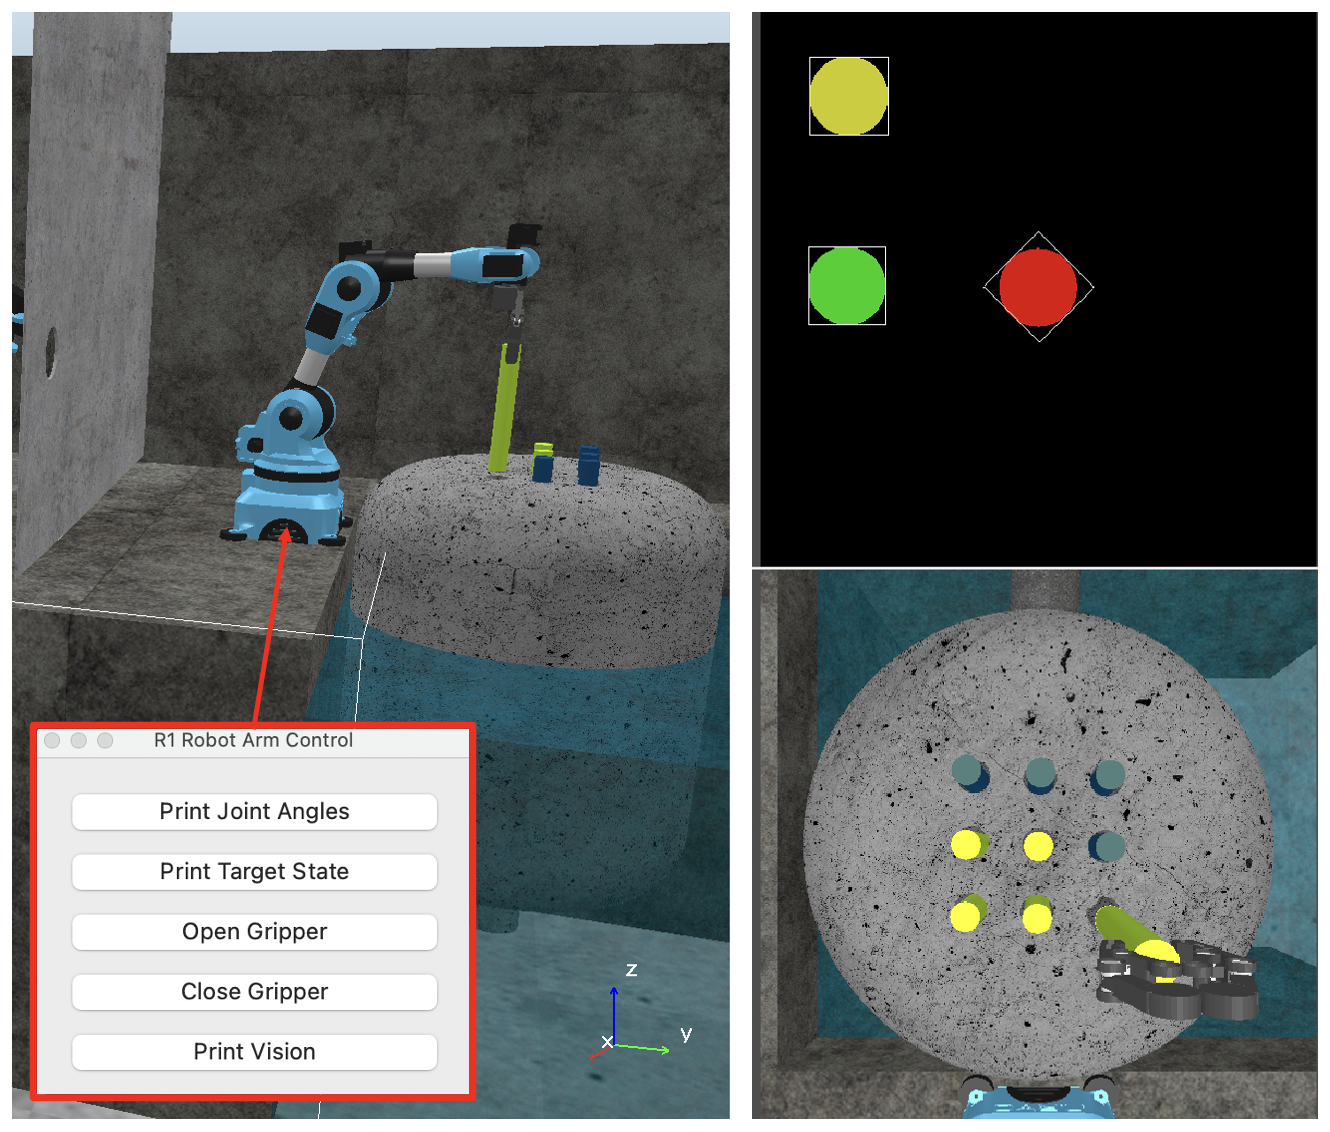 R1 Robot Arm Control
Print Joint Angles
Print Target State
Open Gripper
Close Gripper
Print Vision
z
x
y